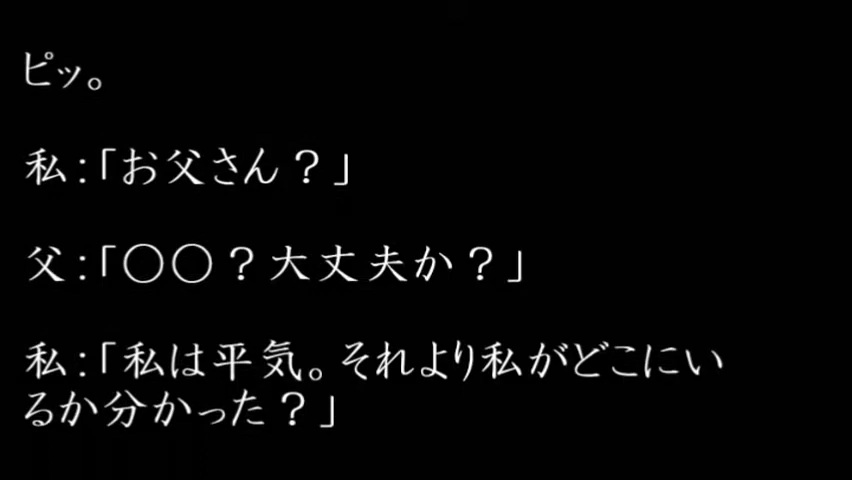 ピッ。
私:「お父さん？」
父:「〇〇？大丈夫か？」
私:「私は平気。それより私がどこにい
るか分かった？」